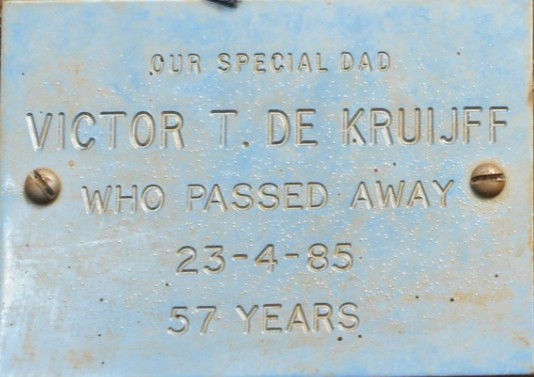 OUR SPECIAL DAD
VICTOR T. DE KRUIJFF
WHO PASSED AWAY
23-4-85
57 YEARS